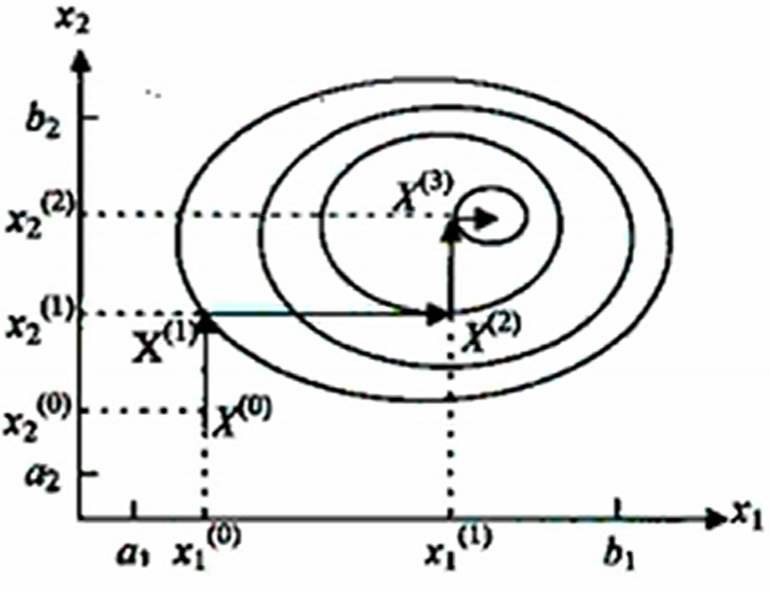 x₂
b₂
x₂⁽²⁾
X⁽³⁾
x₂⁽¹⁾
X⁽¹⁾
X⁽²⁾
x₂⁽⁰⁾
X⁽⁰⁾
a₂
x₁
a₁ x₁⁽⁰⁾ x₁⁽¹⁾ b₁